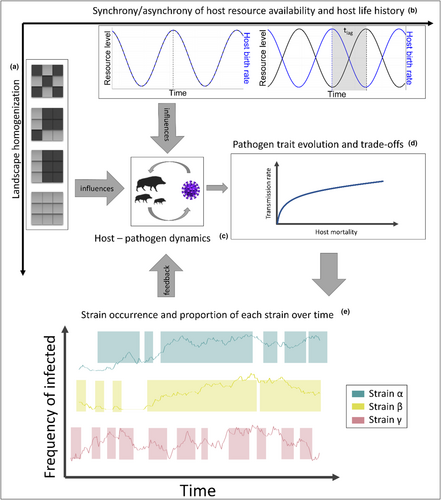 Synchrony/asynchrony of host resource availability and host life history (b)
(a)
Landscape homogenization
Resource level
Host birth rate
Time
Resource level
t lag
Host birth rate
Time
influences
influences
Host – pathogen dynamics (c)
Pathogen trait evolution and trade-offs (d)
Transmission rate
Host mortality
feedback
Strain occurrence and proportion of each strain over time (e)
Frequency of infected
Time
Strain α
Strain β
Strain γ